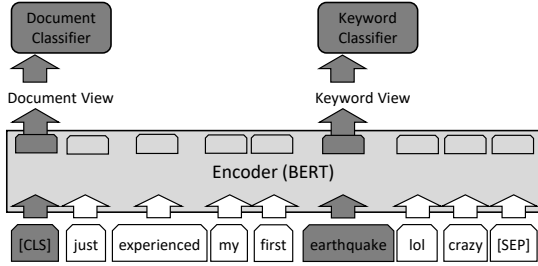 Document
Classifier
Keyword
Classifier
Document View
Keyword View
Encoder (BERT)
[CLS] just experienced my first earthquake lol crazy [SEP]